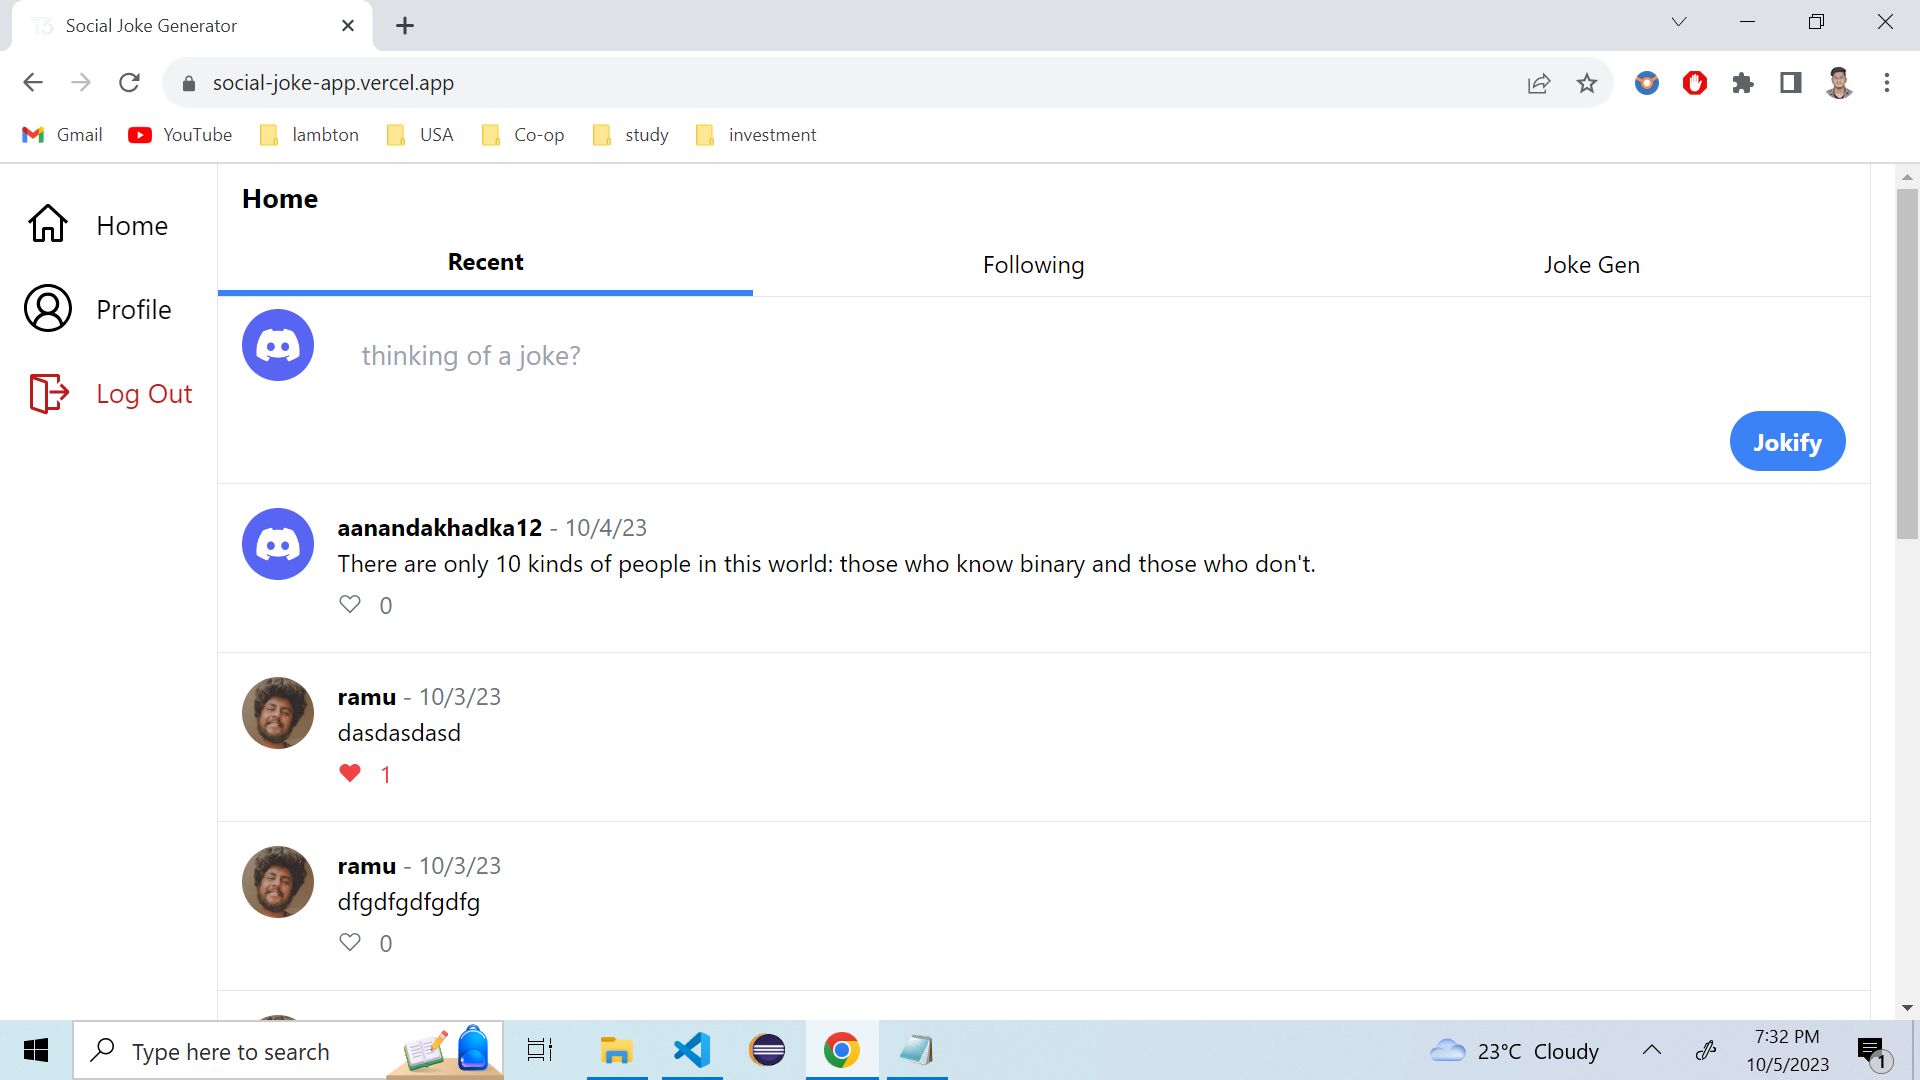 Social Joke Generator
social-joke-app.vercel.app
Gmail YouTube lambton USA Co-op study investment
Home
Home
Profile
Log Out
Recent Following Joke Gen
thinking of a joke?
Jokify
aanandakhadka12 - 10/4/23
There are only 10 kinds of people in this world: those who know binary and those who don't.
0
ramu - 10/3/23
dasdasdasd
1
ramu - 10/3/23
dfgdfgdfgdfg
0
Type here to search
23°C Cloudy
7:32 PM
10/5/2023
1